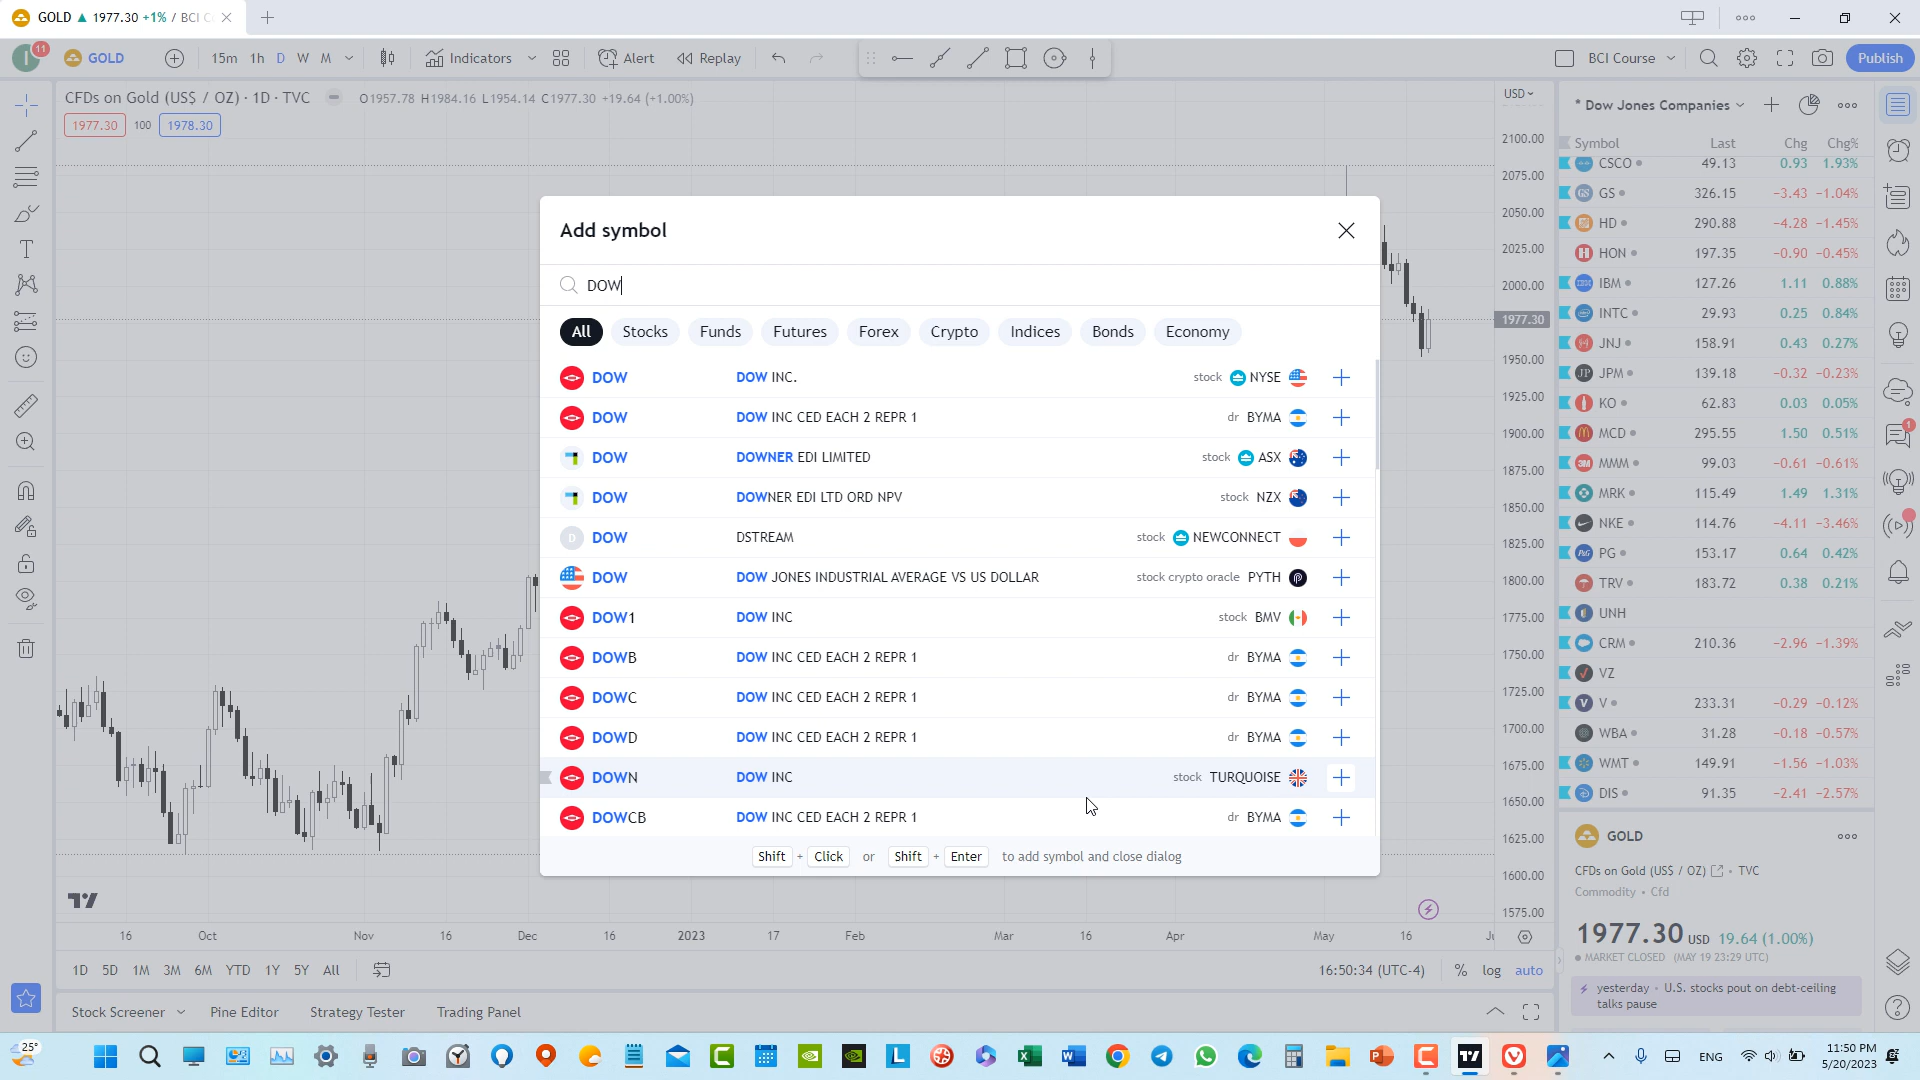 GOLD ▲ 1977.30 +1% / BCI C
11
GOLD
15m 1h D W M
Indicators
Alert
Replay
BCI Course
Publish
CFDs on Gold (US$ / OZ) · 1D · TVC
O1957.78 H1984.16 L1954.14 C1977.30 +19.64 (+1.00%)
1977.30 100 1978.30
USD
2100.00
2075.00
2050.00
2025.00
2000.00
1977.30
1950.00
1925.00
1900.00
1875.00
1850.00
1825.00
1800.00
1775.00
1750.00
1725.00
1700.00
1675.00
1650.00
1625.00
1600.00
1575.00
Add symbol
DOW
All Stocks Funds Futures Forex Crypto Indices Bonds Economy
DOW DOW INC. stock NYSE
DOW DOW INC CED EACH 2 REPR 1 dr BYMA
DOW DOWNER EDI LIMITED stock ASX
DOW DOWNER EDI LTD ORD NPV stock NZX
D DOW DSTREAM stock NEWCONNECT
DOW DOW JONES INDUSTRIAL AVERAGE VS US DOLLAR stock crypto oracle PYTH
DOW1 DOW INC stock BMV
DOWB DOW INC CED EACH 2 REPR 1 dr BYMA
DOWC DOW INC CED EACH 2 REPR 1 dr BYMA
DOWD DOW INC CED EACH 2 REPR 1 dr BYMA
DOWN DOW INC stock TURQUOISE
DOWCB DOW INC CED EACH 2 REPR 1 dr BYMA
Shift + Click or Shift + Enter to add symbol and close dialog
16 Oct Nov 16 Dec 16 2023 17 Feb Mar 16 Apr May 16
1D 5D 1M 3M 6M YTD 1Y 5Y All
16:50:34 (UTC-4) % log auto
Stock Screener Pine Editor Strategy Tester Trading Panel
* Dow Jones Companies
Symbol Last Chg Chg%
CSCO 49.13 0.93 1.93%
GS 326.15 −3.43 −1.04%
HD 290.88 −4.28 −1.45%
HON 197.35 −0.90 −0.45%
IBM 127.26 1.11 0.88%
INTC 29.93 0.25 0.84%
JNJ 158.91 0.43 0.27%
JPM 139.18 −0.32 −0.23%
KO 62.83 0.03 0.05%
MCD 295.55 1.50 0.51%
MMM 99.03 −0.61 −0.61%
MRK 115.49 1.49 1.31%
NKE 114.76 −4.11 −3.46%
PG 153.17 0.64 0.42%
TRV 183.72 0.38 0.21%
UNH
CRM 210.36 −2.96 −1.39%
VZ
V 233.31 −0.29 −0.12%
WBA 31.28 −0.18 −0.57%
WMT 149.91 −1.56 −1.03%
DIS 91.35 −2.41 −2.57%
GOLD
CFDs on Gold (US$ / OZ) • TVC
Commodity • Cfd
1977.30 USD 19.64 (1.00%)
MARKET CLOSED (MAY 19 23:29 UTC)
yesterday • U.S. stocks pout on debt-ceiling
talks pause
1
25°
ENG
11:50 PM
5/20/2023